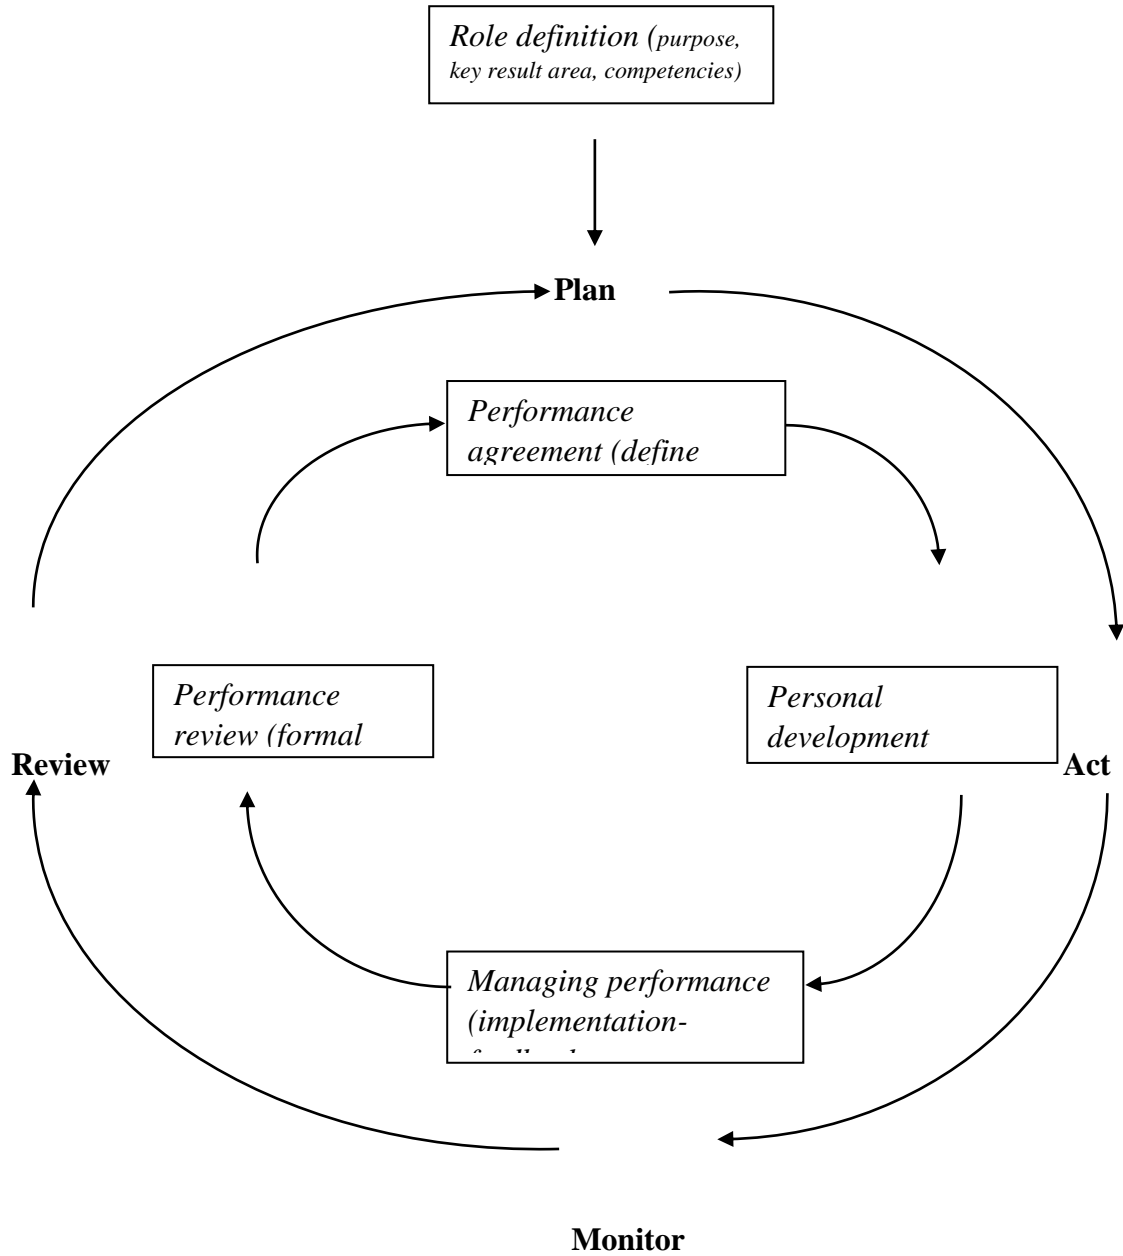 Role definition (purpose,
key result area, competencies)
Plan
Performance
agreement (define
Performance
review (formal
Personal
development
Review
Act
Managing performance
(implementation-
Monitor